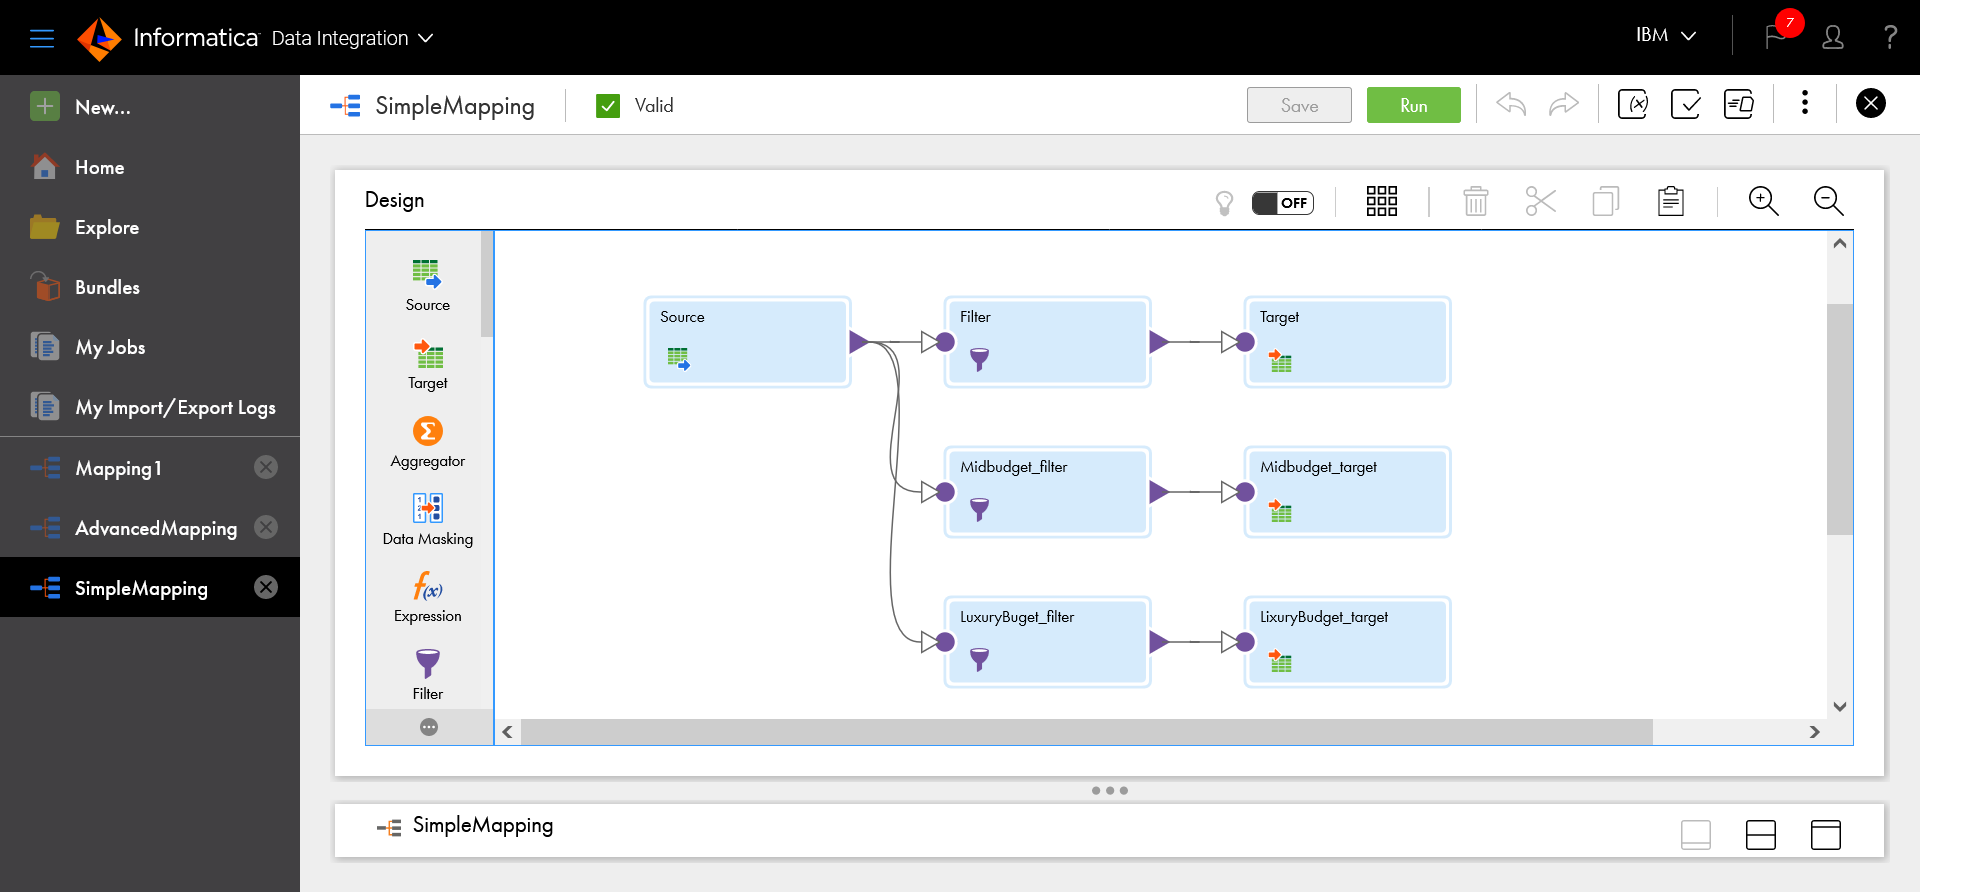 Informatica Data Integration
IBM
7
?
New...
Home
Explore
Bundles
My Jobs
My Import/Export Logs
Mapping1
AdvancedMapping
SimpleMapping
SimpleMapping
Valid
Save
Run
Design
OFF
Source
Target
Aggregator
Data Masking
Expression
Filter
Source
Filter
Target
Midbudget_filter
Midbudget_target
LuxuryBuget_filter
LixuryBudget_target
SimpleMapping